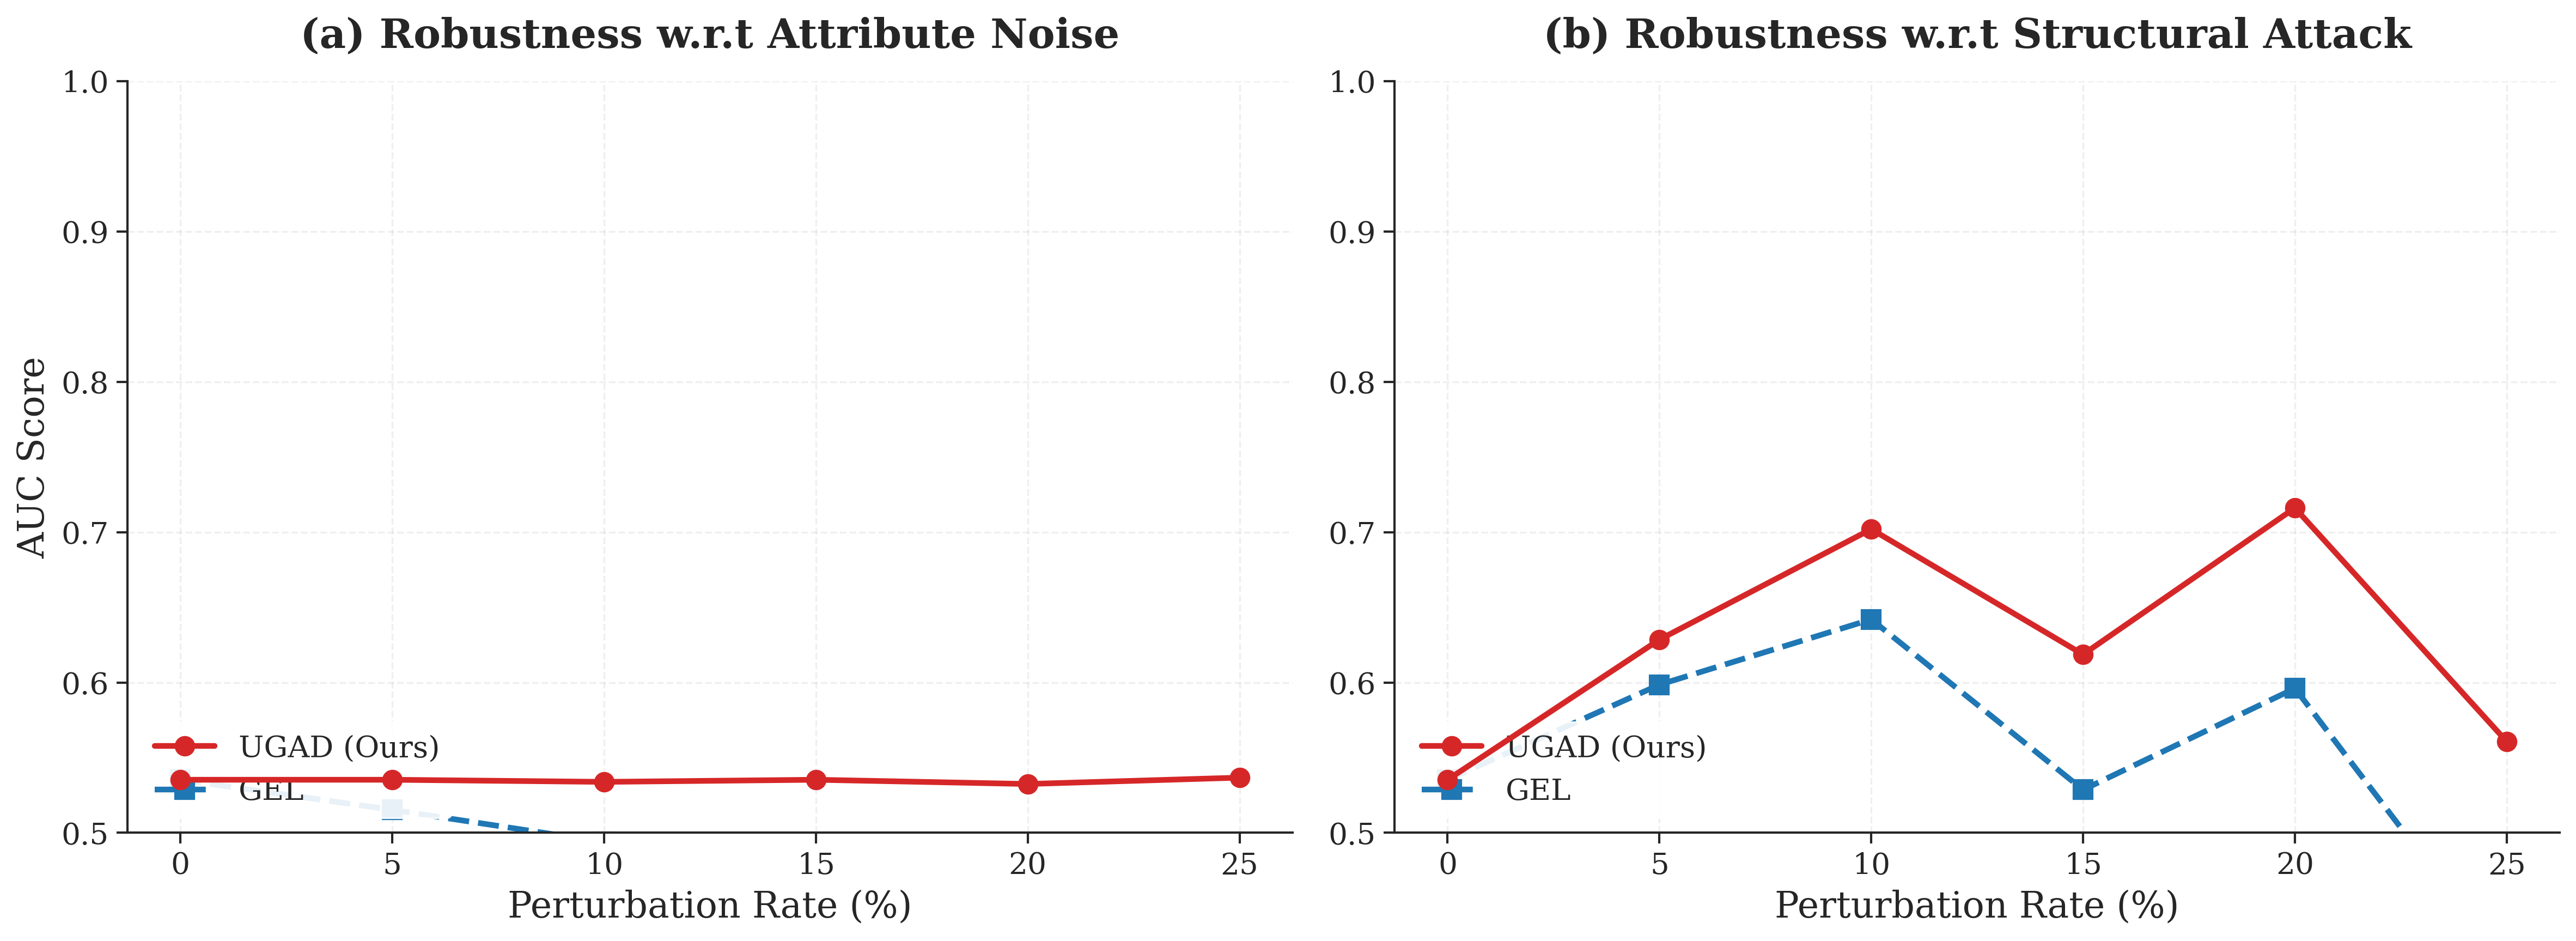 (a) Robustness w.r.t Attribute Noise
1.0
0.9
0.8
0.7
0.6
0.5
AUC Score
UGAD (Ours)
GEL
0 5 10 15 20 25
Perturbation Rate (%)
(b) Robustness w.r.t Structural Attack
1.0
0.9
0.8
0.7
0.6
0.5
UGAD (Ours)
GEL
0 5 10 15 20 25
Perturbation Rate (%)